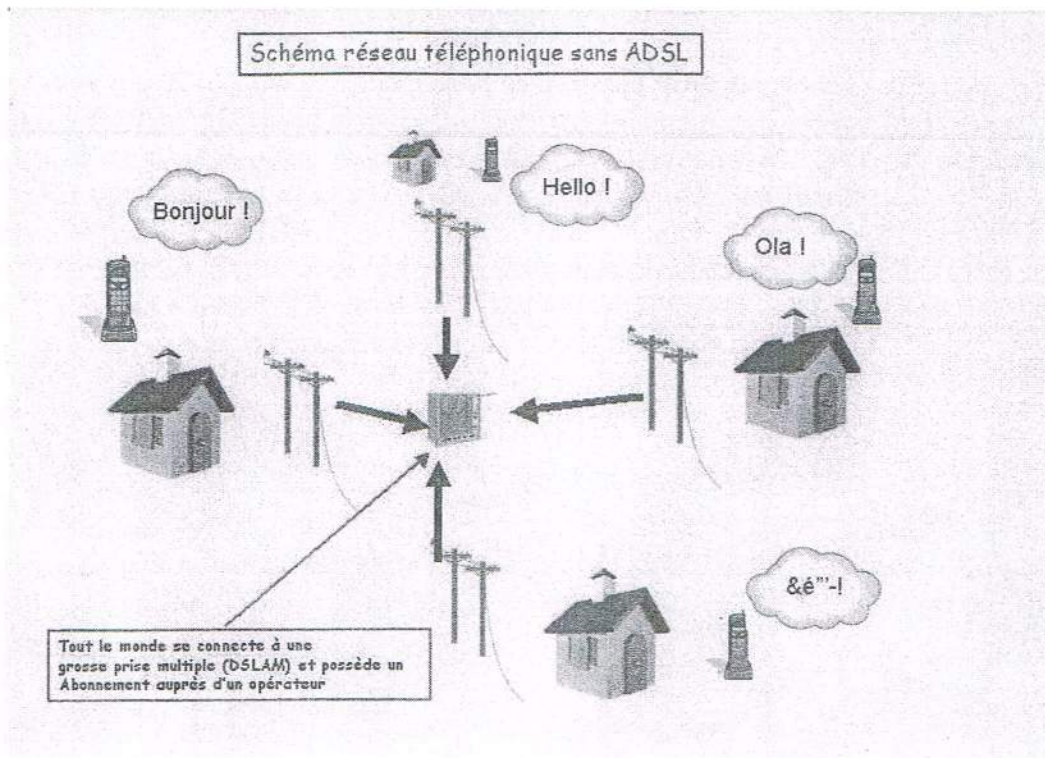 Schéma réseau téléphonique sans ADSL
Hello !
Bonjour !
Ola !
&é"'-!
Tout le monde se connecte à une
grosse prise multiple (DSLAM) et possède un
Abonnement auprès d'un opérateur